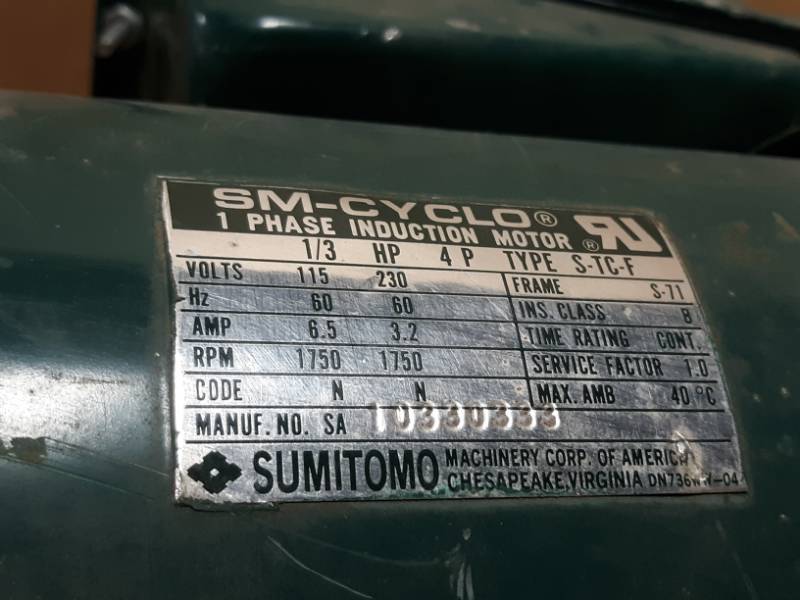 SM-CYCLO®
1 PHASE INDUCTION MOTOR ® RU
1/3 HP 4 P TYPE S-TC-F
VOLTS 115 230 FRAME S-71
Hz 60 60 INS. CLASS B
AMP 6.5 3.2 TIME RATING CONT.
RPM 1750 1750 SERVICE FACTOR 1.0
CODE N N MAX. AMB 40 °C
MANUF. NO. SA 10330333
SUMITOMO MACHINERY CORP. OF AMERICA
CHESAPEAKE, VIRGINIA